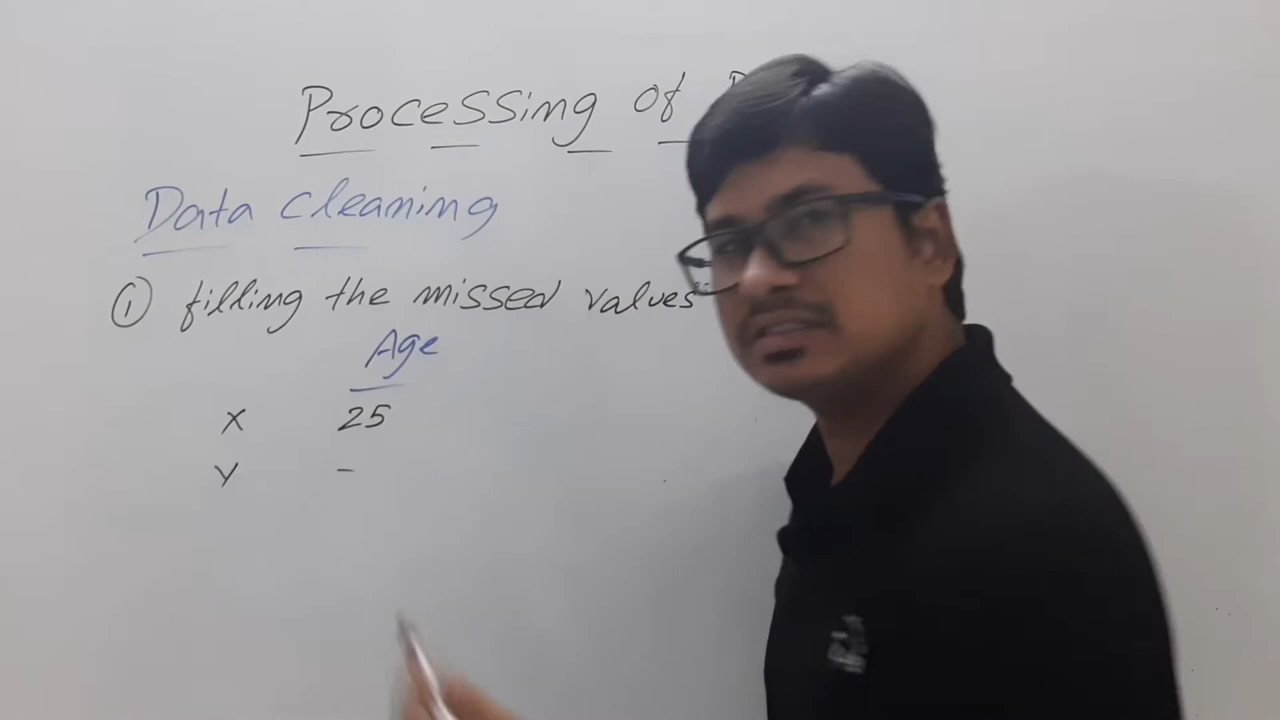 Processing of
Data cleaning
① filling the missed values
Age
X 25
Y -